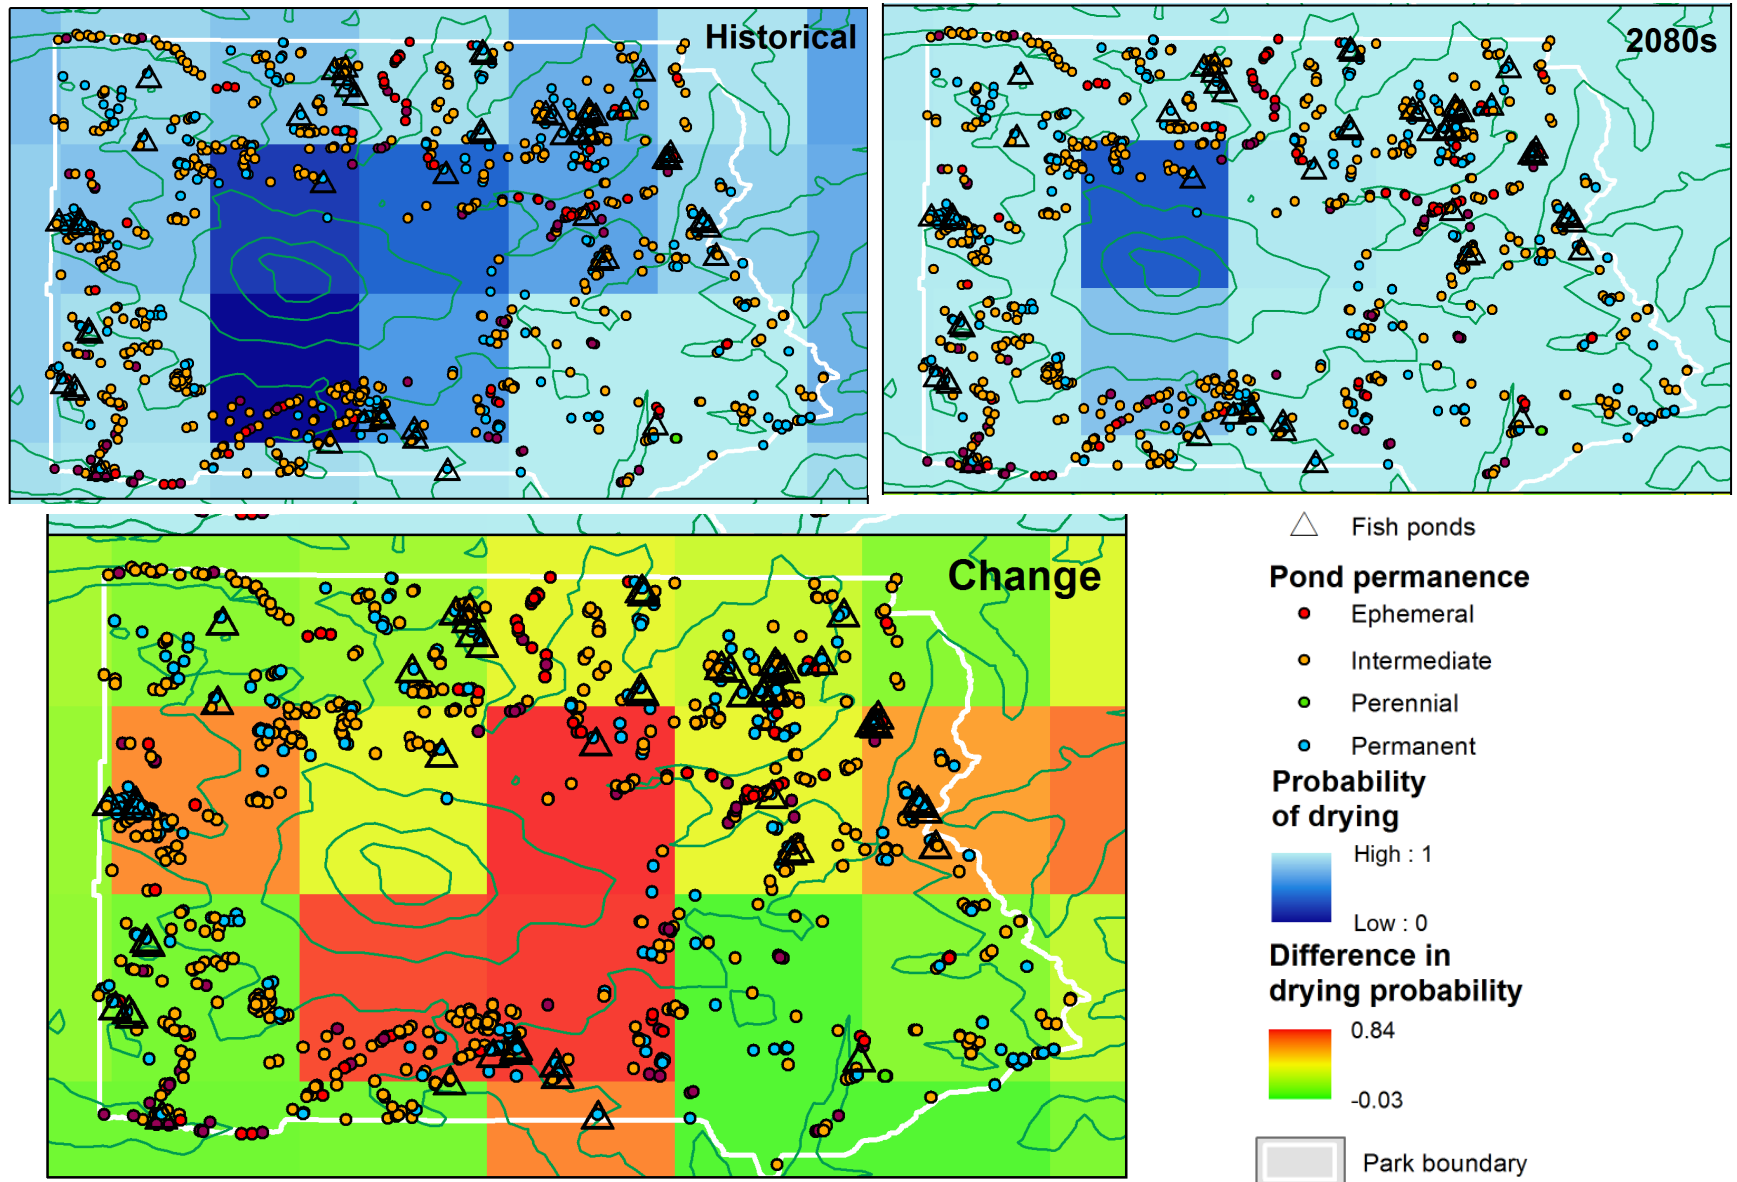 Historical
2080s
Change
Fish ponds
Pond permanence
Ephemeral
Intermediate
Perennial
Permanent
Probability
of drying
High : 1
Low : 0
Difference in
drying probability
0.84
-0.03
Park boundary